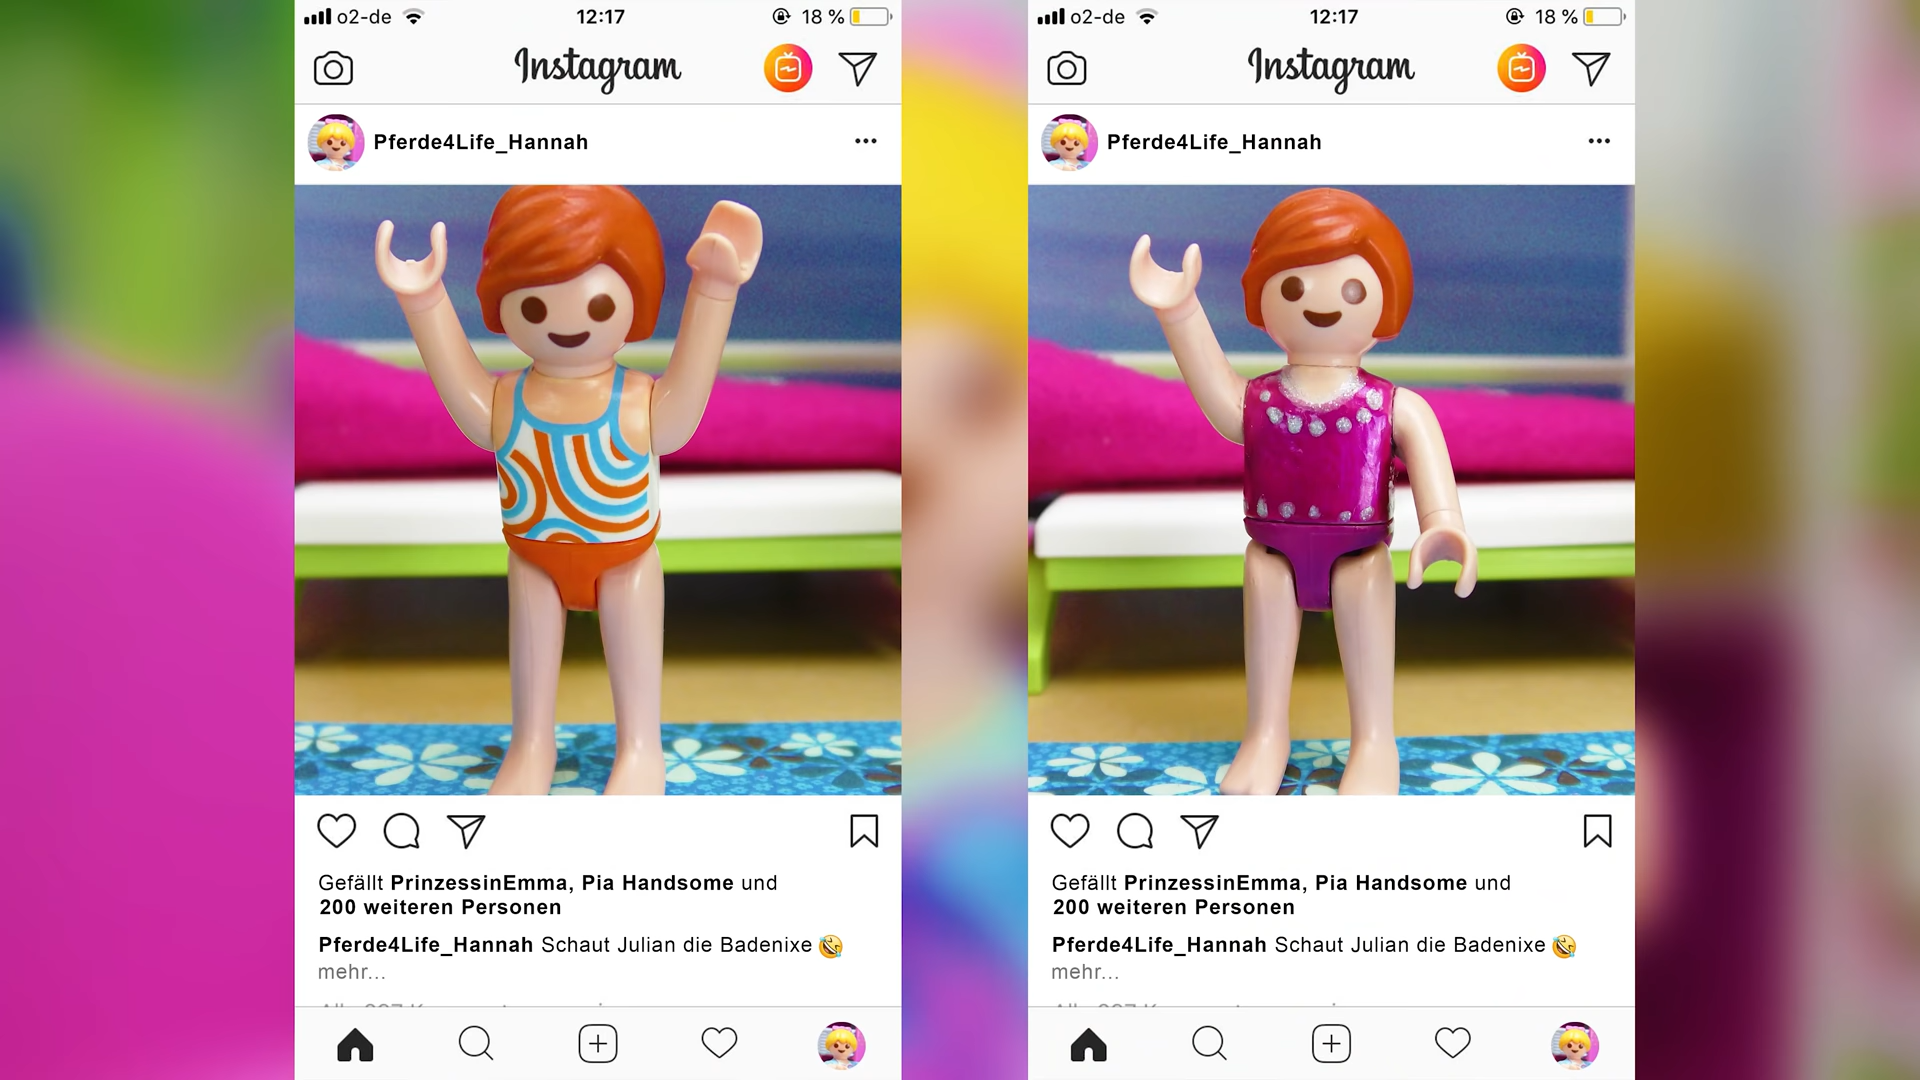 o2-de 12:17 18 %
Instagram
Pferde4Life_Hannah
Gefällt PrinzessinEmma, Pia Handsome und
200 weiteren Personen
Pferde4Life_Hannah Schaut Julian die Badenixe 🤣
mehr...
o2-de 12:17 18 %
Instagram
Pferde4Life_Hannah
Gefällt PrinzessinEmma, Pia Handsome und
200 weiteren Personen
Pferde4Life_Hannah Schaut Julian die Badenixe 🤣
mehr...